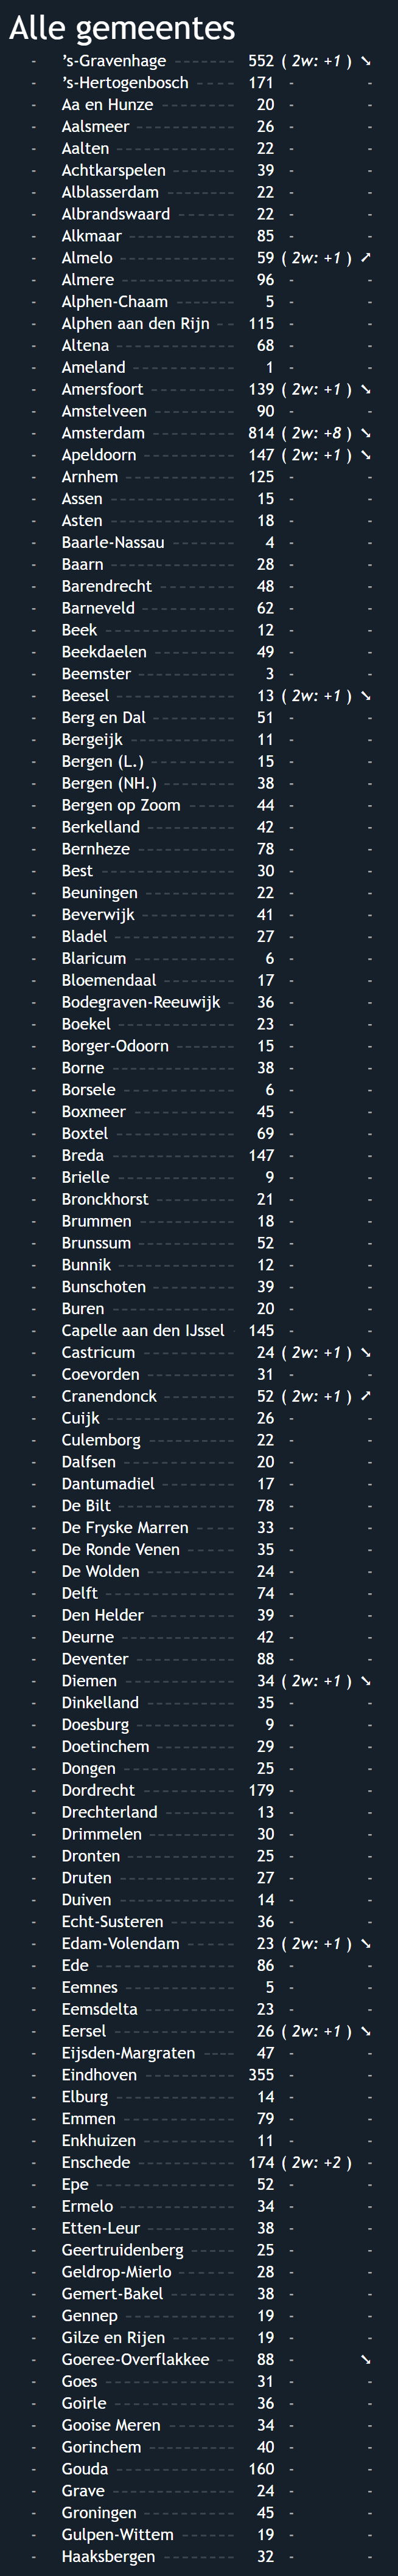 Alle gemeentes
- ’s-Gravenhage ------- 552 ( 2w: +1 ) ➘
- ’s-Hertogenbosch ------ 171 - -
- Aa en Hunze -------- 20 - -
- Aalsmeer ---------- 26 - -
- Aalten ------------ 22 - -
- Achtkarspelen -------- 39 - -
- Alblasserdam ------- 22 - -
- Albrandswaard ------ 22 - -
- Alkmaar ----------- 85 - -
- Almelo ------------ 59 ( 2w: +1 ) ➚
- Almere ------------ 96 - -
- Alphen-Chaam ------- 5 - -
- Alphen aan den Rijn -- 115 - -
- Altena ------------ 68 - -
- Ameland ----------- 1 - -
- Amersfoort --------- 139 ( 2w: +1 ) ➘
- Amstelveen --------- 90 - -
- Amsterdam --------- 814 ( 2w: +8 ) ➘
- Apeldoorn ---------- 147 ( 2w: +1 ) ➘
- Arnhem ------------ 125 - -
- Assen ------------- 15 - -
- Asten ------------- 18 - -
- Baarle-Nassau ------- 4 - -
- Baarn ------------- 28 - -
- Barendrecht -------- 48 - -
- Barneveld ---------- 62 - -
- Beek ------------- 12 - -
- Beekdaelen --------- 49 - -
- Beemster ---------- 3 - -
- Beesel ------------ 13 ( 2w: +1 ) ➘
- Berg en Dal --------- 51 - -
- Bergeijk ----------- 11 - -
- Bergen (L.) --------- 15 - -
- Bergen (NH.) -------- 38 - -
- Bergen op Zoom ----- 44 - -
- Berkelland ---------- 42 - -
- Bernheze ---------- 78 - -
- Best -------------- 30 - -
- Beuningen ---------- 22 - -
- Beverwijk ---------- 41 - -
- Bladel ------------ 27 - -
- Blaricum ----------- 6 - -
- Bloemendaal -------- 17 - -
- Bodegraven-Reeuwijk - 36 - -
- Boekel ------------ 23 - -
- Borger-Odoorn ------- 15 - -
- Borne ------------- 38 - -
- Borsele ------------ 6 - -
- Boxmeer ----------- 45 - -
- Boxtel ------------ 69 - -
- Breda ------------- 147 - -
- Brielle ------------ 9 - -
- Bronckhorst --------- 21 - -
- Brummen ---------- 18 - -
- Brunssum ---------- 52 - -
- Bunnik ------------ 12 - -
- Bunschoten --------- 39 - -
- Buren ------------- 20 - -
- Capelle aan den IJssel 145 - -
- Castricum ---------- 24 ( 2w: +1 ) ➘
- Coevorden ---------- 31 - -
- Cranendonck -------- 52 ( 2w: +1 ) ➚
- Cuijk ------------- 26 - -
- Culemborg ---------- 22 - -
- Dalfsen ------------ 20 - -
- Dantumadiel -------- 17 - -
- De Bilt ------------ 78 - -
- De Fryske Marren ---- 33 - -
- De Ronde Venen ----- 35 - -
- De Wolden ---------- 24 - -
- Delft ------------- 74 - -
- Den Helder --------- 39 - -
- Deurne ------------ 42 - -
- Deventer ----------- 88 - -
- Diemen ------------ 34 ( 2w: +1 ) ➘
- Dinkelland ---------- 35 - -
- Doesburg ----------- 9 - -
- Doetinchem --------- 29 - -
- Dongen ------------ 25 - -
- Dordrecht ---------- 179 - -
- Drechterland -------- 13 - -
- Drimmelen --------- 30 - -
- Dronten ----------- 25 - -
- Druten ------------ 27 - -
- Duiven ------------ 14 - -
- Echt-Susteren ------- 36 - -
- Edam-Volendam ------ 23 ( 2w: +1 ) ➘
- Ede -------------- 86 - -
- Eemnes ----------- 5 - -
- Eemsdelta ---------- 23 - -
- Eersel ------------ 26 ( 2w: +1 ) ➘
- Eijsden-Margraten ---- 47 - -
- Eindhoven ---------- 355 - -
- Elburg ------------ 14 - -
- Emmen ------------ 79 - -
- Enkhuizen ---------- 11 - -
- Enschede ---------- 174 ( 2w: +2 ) -
- Epe -------------- 52 - -
- Ermelo ------------ 34 - -
- Etten-Leur ---------- 38 - -
- Geertruidenberg ----- 25 - -
- Geldrop-Mierlo ------- 28 - -
- Gemert-Bakel -------- 38 - -
- Gennep ------------ 19 - -
- Gilze en Rijen -------- 19 - -
- Goeree-Overflakkee -- 88 - ➘
- Goes ------------- 31 - -
- Goirle ------------ 36 - -
- Gooise Meren ------- 34 - -
- Gorinchem --------- 40 - -
- Gouda ------------- 160 - -
- Grave ------------- 24 - -
- Groningen ---------- 45 - -
- Gulpen-Wittem ------ 19 - -
- Haaksbergen -------- 32 - -